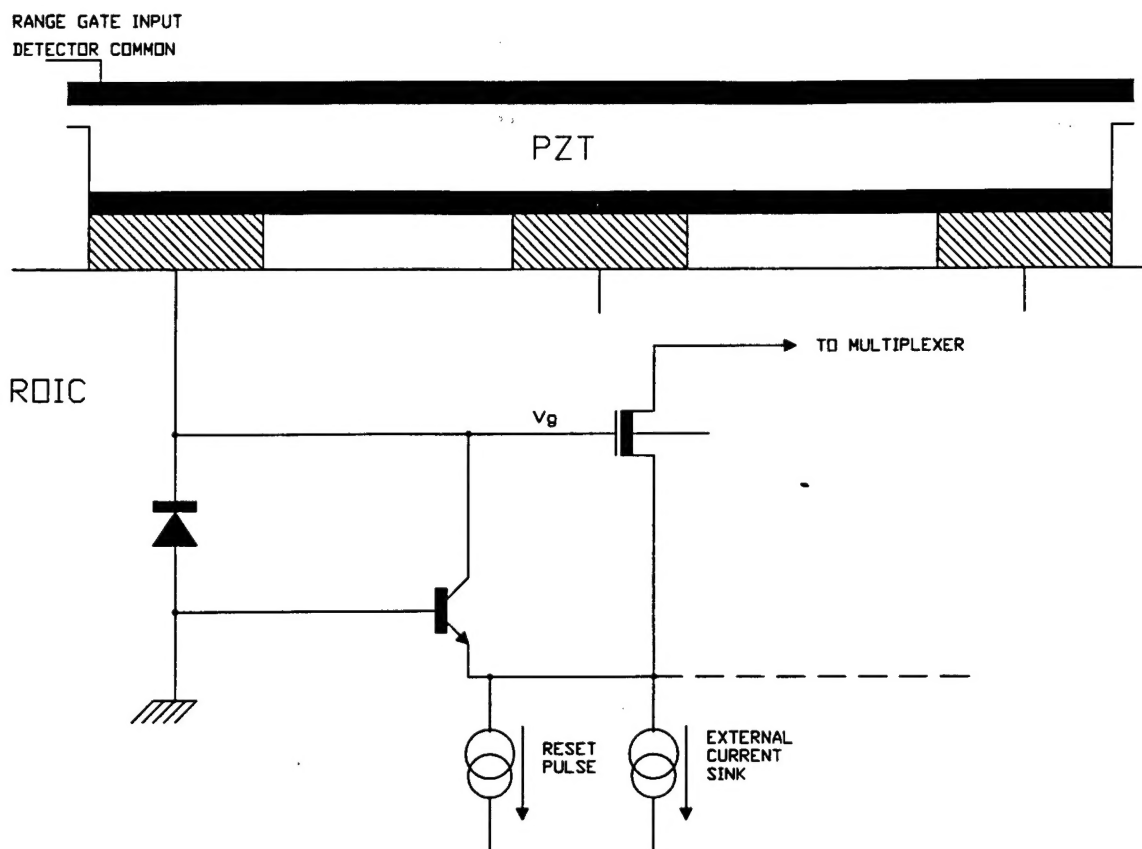 RANGE GATE INPUT
DETECTOR COMMON
PZT
TO MULTIPLEXER
ROIC
Vg
RESET
PULSE
EXTERNAL
CURRENT
SINK